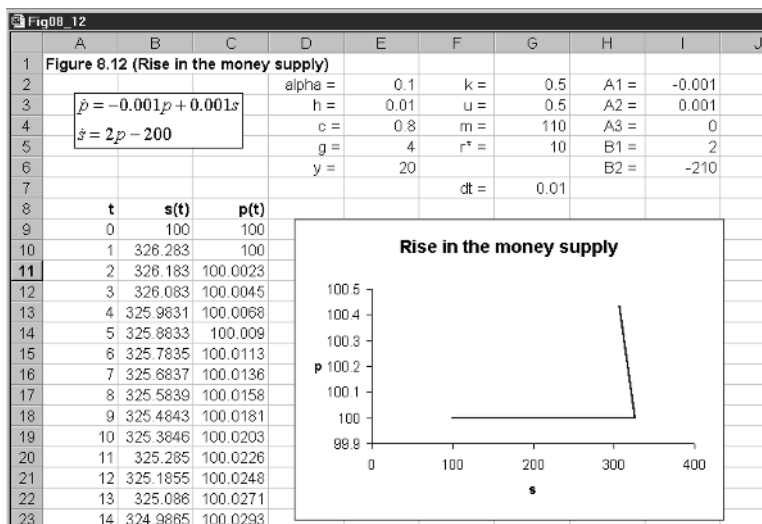 Fig08_12
A B C D E F G H I J
1 Figure 8.12 (Rise in the money supply)
2 alpha = 0.1 k = 0.5 A1 = -0.001
3 ṗ = −0.001p + 0.001s h = 0.01 u = 0.5 A2 = 0.001
4 ṡ = 2p − 200 c = 0.8 m = 110 A3 = 0
5 g = 4 r* = 10 B1 = 2
6 y = 20 B2 = -210
7 dt = 0.01
8 t s(t) p(t)
9 0 100 100
10 1 326.283 100
11 2 326.183 100.0023
12 3 326.083 100.0045
13 4 325.9831 100.0068
14 5 325.8833 100.009
15 6 325.7835 100.0113
16 7 325.6837 100.0136
17 8 325.5839 100.0158
18 9 325.4843 100.0181
19 10 325.3846 100.0203
20 11 325.285 100.0226
21 12 325.1855 100.0248
22 13 325.086 100.0271
23 14 324.9865 100.0293
Rise in the money supply
100.5
100.4
100.3
p 100.2
100.1
100
99.9
0 100 200 300 400
s